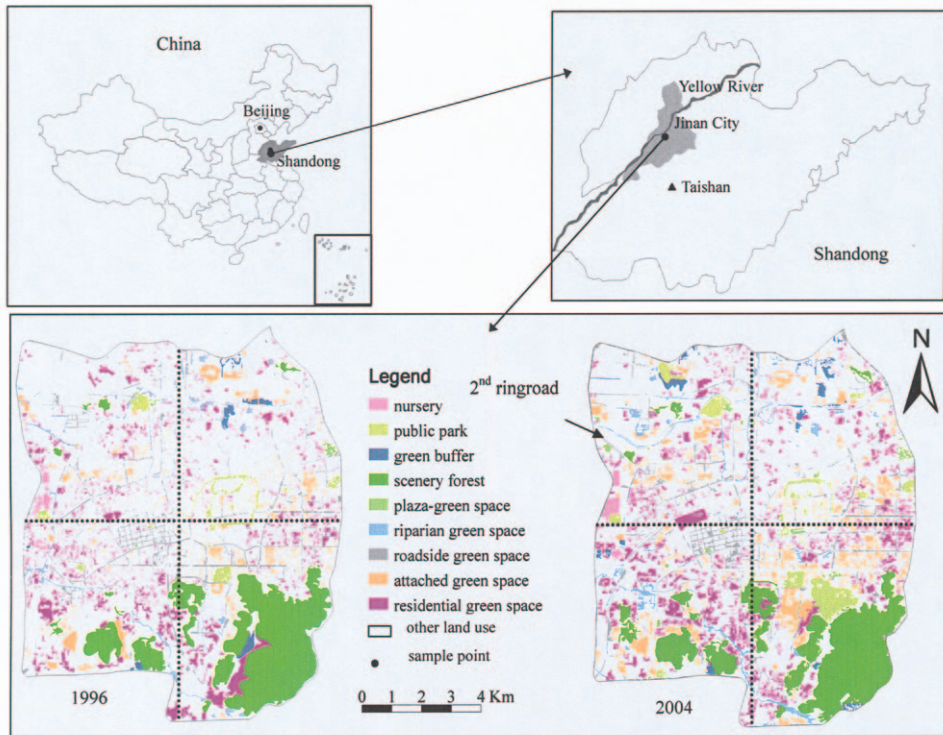 China
Beijing
Shandong
Yellow River
Jinan City
Taishan
Shandong
Legend
nursery
public park
green buffer
scenery forest
plaza-green space
riparian green space
roadside green space
attached green space
residential green space
other land use
sample point
0 1 2 3 4 Km
2nd ringroad
N
1996
2004